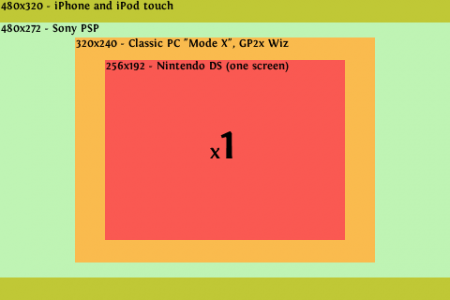 480x320 - iPhone and iPod touch
480x272 - Sony PSP
320x240 - Classic PC "Mode X", GP2x Wiz
256x192 - Nintendo DS (one screen)
x1